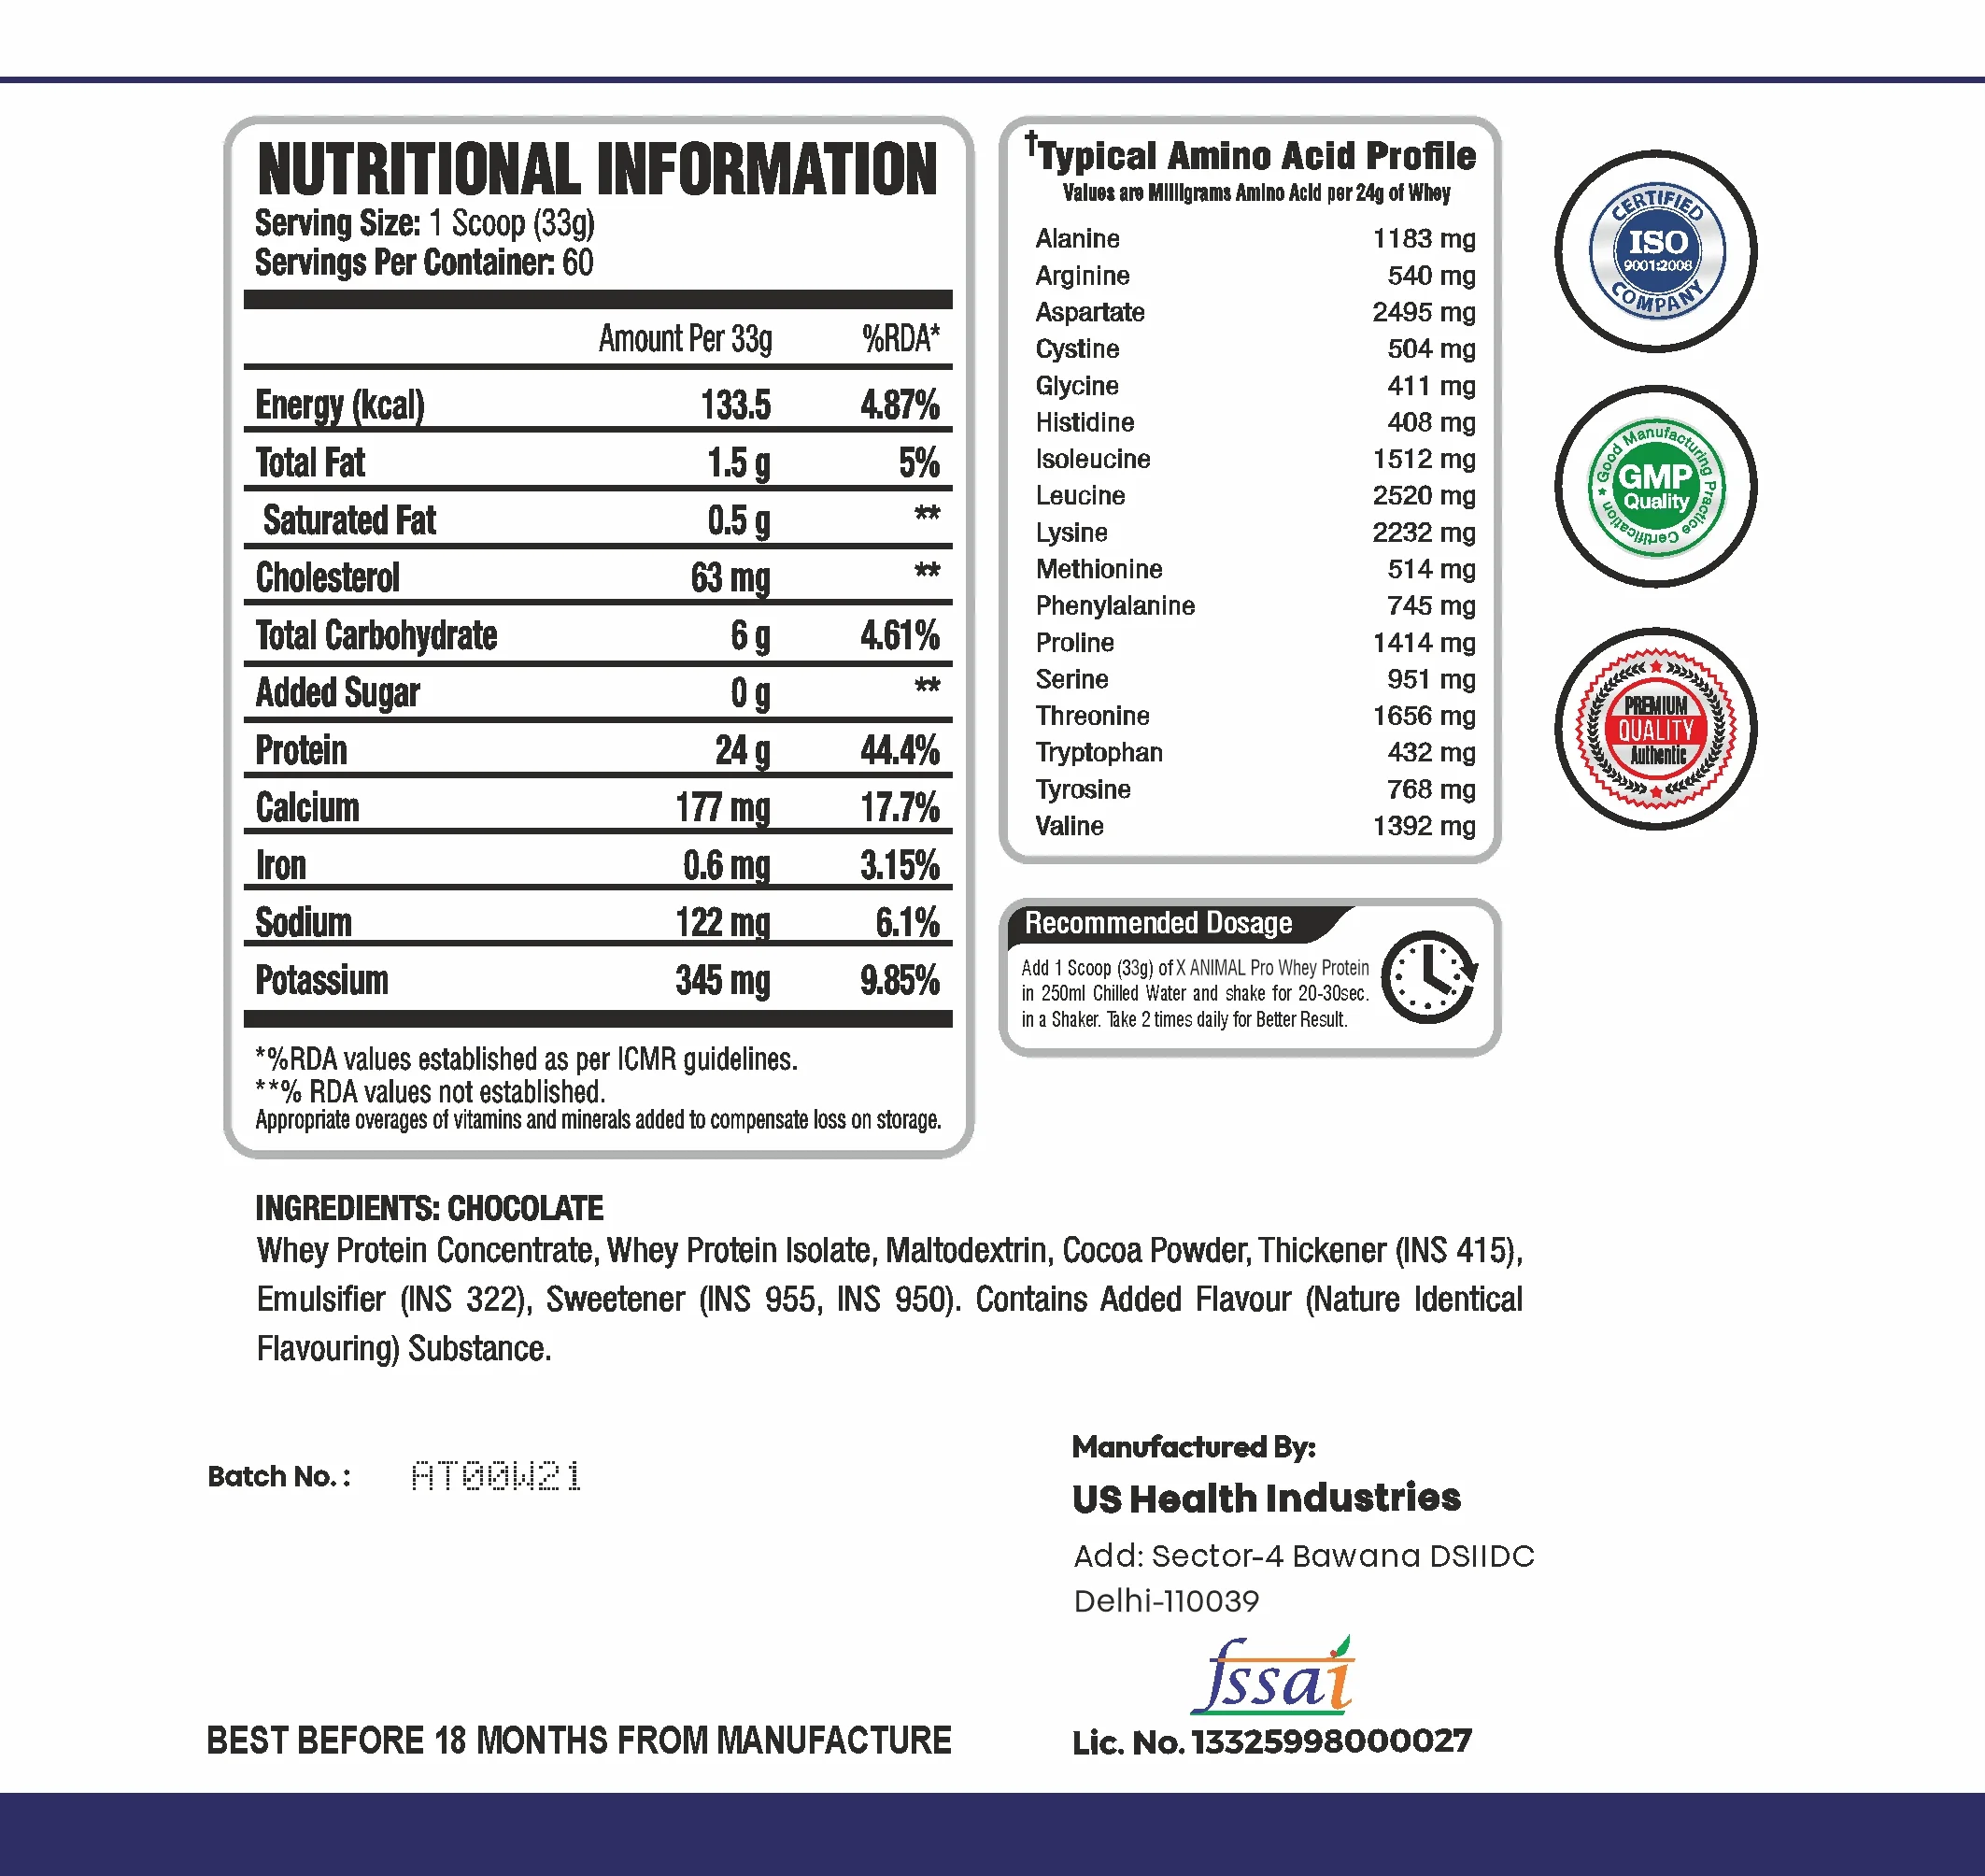 NUTRITIONAL INFORMATION
Serving Size: 1 Scoop (33g)
Servings Per Container: 60
Amount Per 33g %RDA*
Energy (kcal) 133.5 4.87%
Total Fat 1.5 g 5%
Saturated Fat 0.5 g **
Cholesterol 63 mg **
Total Carbohydrate 6 g 4.61%
Added Sugar 0 g **
Protein 24 g 44.4%
Calcium 177 mg 17.7%
Iron 0.6 mg 3.15%
Sodium 122 mg 6.1%
Potassium 345 mg 9.85%
*%RDA values established as per ICMR guidelines.
**% RDA values not established.
Appropriate overages of vitamins and minerals added to compensate loss on storage.
†Typical Amino Acid Profile
Values are Milligrams Amino Acid per 24g of Whey
Alanine 1183 mg
Arginine 540 mg
Aspartate 2495 mg
Cystine 504 mg
Glycine 411 mg
Histidine 408 mg
Isoleucine 1512 mg
Leucine 2520 mg
Lysine 2232 mg
Methionine 514 mg
Phenylalanine 745 mg
Proline 1414 mg
Serine 951 mg
Threonine 1656 mg
Tryptophan 432 mg
Tyrosine 768 mg
Valine 1392 mg
Recommended Dosage
Add 1 Scoop (33g) of X ANIMAL Pro Whey Protein
in 250ml Chilled Water and shake for 20-30sec.
in a Shaker. Take 2 times daily for Better Result.
CERTIFIED
ISO
9001:2008
COMPANY
Good Manufacturing Practice Certification
GMP
Quality
PREMIUM
QUALITY
Authentic
INGREDIENTS: CHOCOLATE
Whey Protein Concentrate, Whey Protein Isolate, Maltodextrin, Cocoa Powder, Thickener (INS 415),
Emulsifier (INS 322), Sweetener (INS 955, INS 950). Contains Added Flavour (Nature Identical
Flavouring) Substance.
Batch No. : AT00W21
BEST BEFORE 18 MONTHS FROM MANUFACTURE
Manufactured By:
US Health Industries
Add: Sector-4 Bawana DSIIDC
Delhi-110039
fssai
Lic. No. 13325998000027